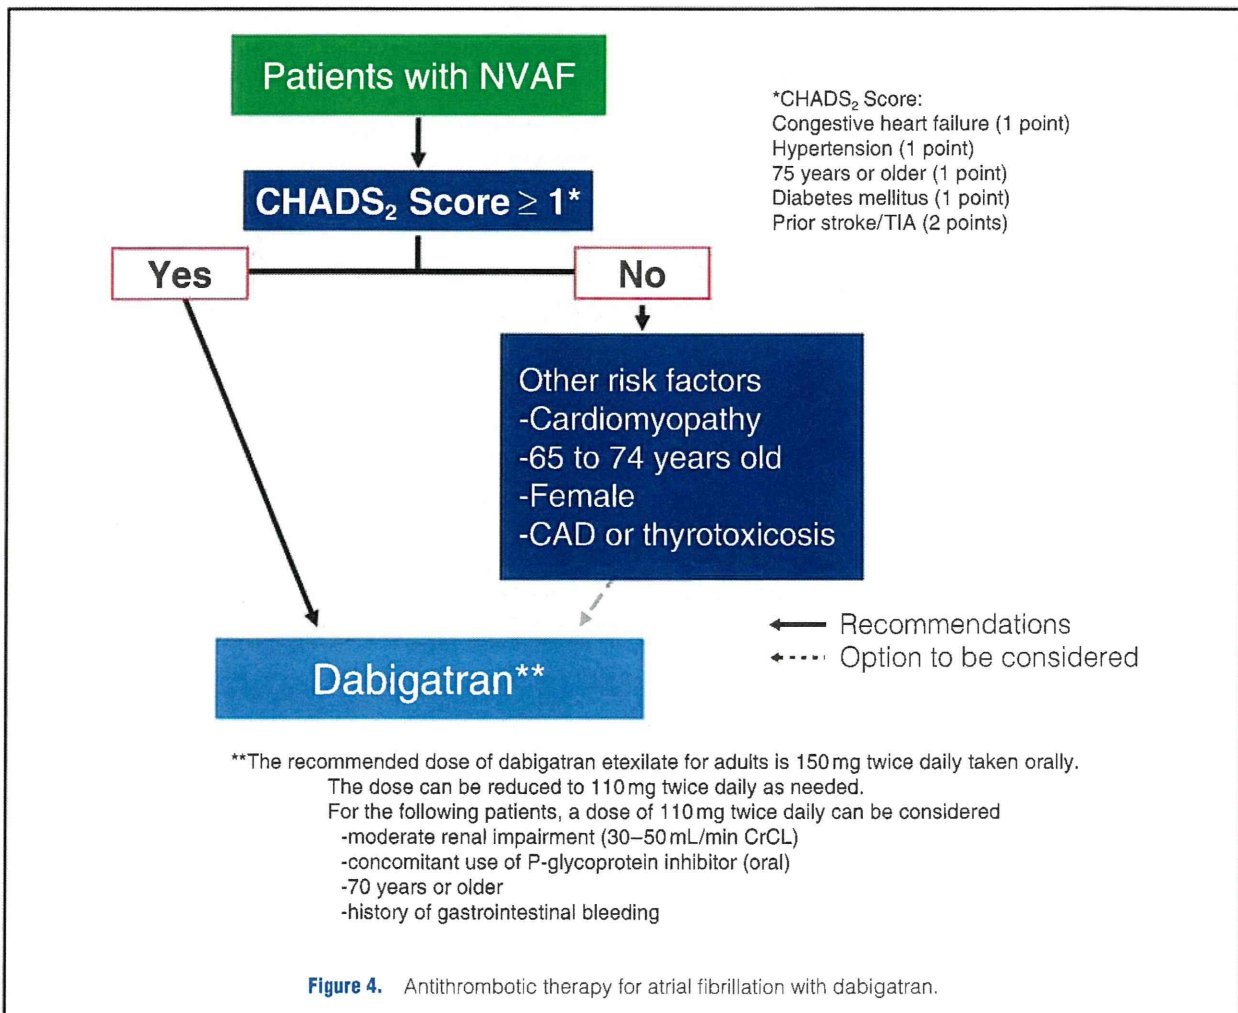 Patients with NVAF
*CHADS₂ Score:
Congestive heart failure (1 point)
Hypertension (1 point)
75 years or older (1 point)
Diabetes mellitus (1 point)
Prior stroke/TIA (2 points)
CHADS₂ Score ≥ 1*
Yes
No
Other risk factors
-Cardiomyopathy
-65 to 74 years old
-Female
-CAD or thyrotoxicosis
Recommendations
Option to be considered
Dabigatran**
**The recommended dose of dabigatran etexilate for adults is 150 mg twice daily taken orally.
The dose can be reduced to 110 mg twice daily as needed.
For the following patients, a dose of 110 mg twice daily can be considered
-moderate renal impairment (30–50 mL/min CrCL)
-concomitant use of P-glycoprotein inhibitor (oral)
-70 years or older
-history of gastrointestinal bleeding
Figure 4. Antithrombotic therapy for atrial fibrillation with dabigatran.